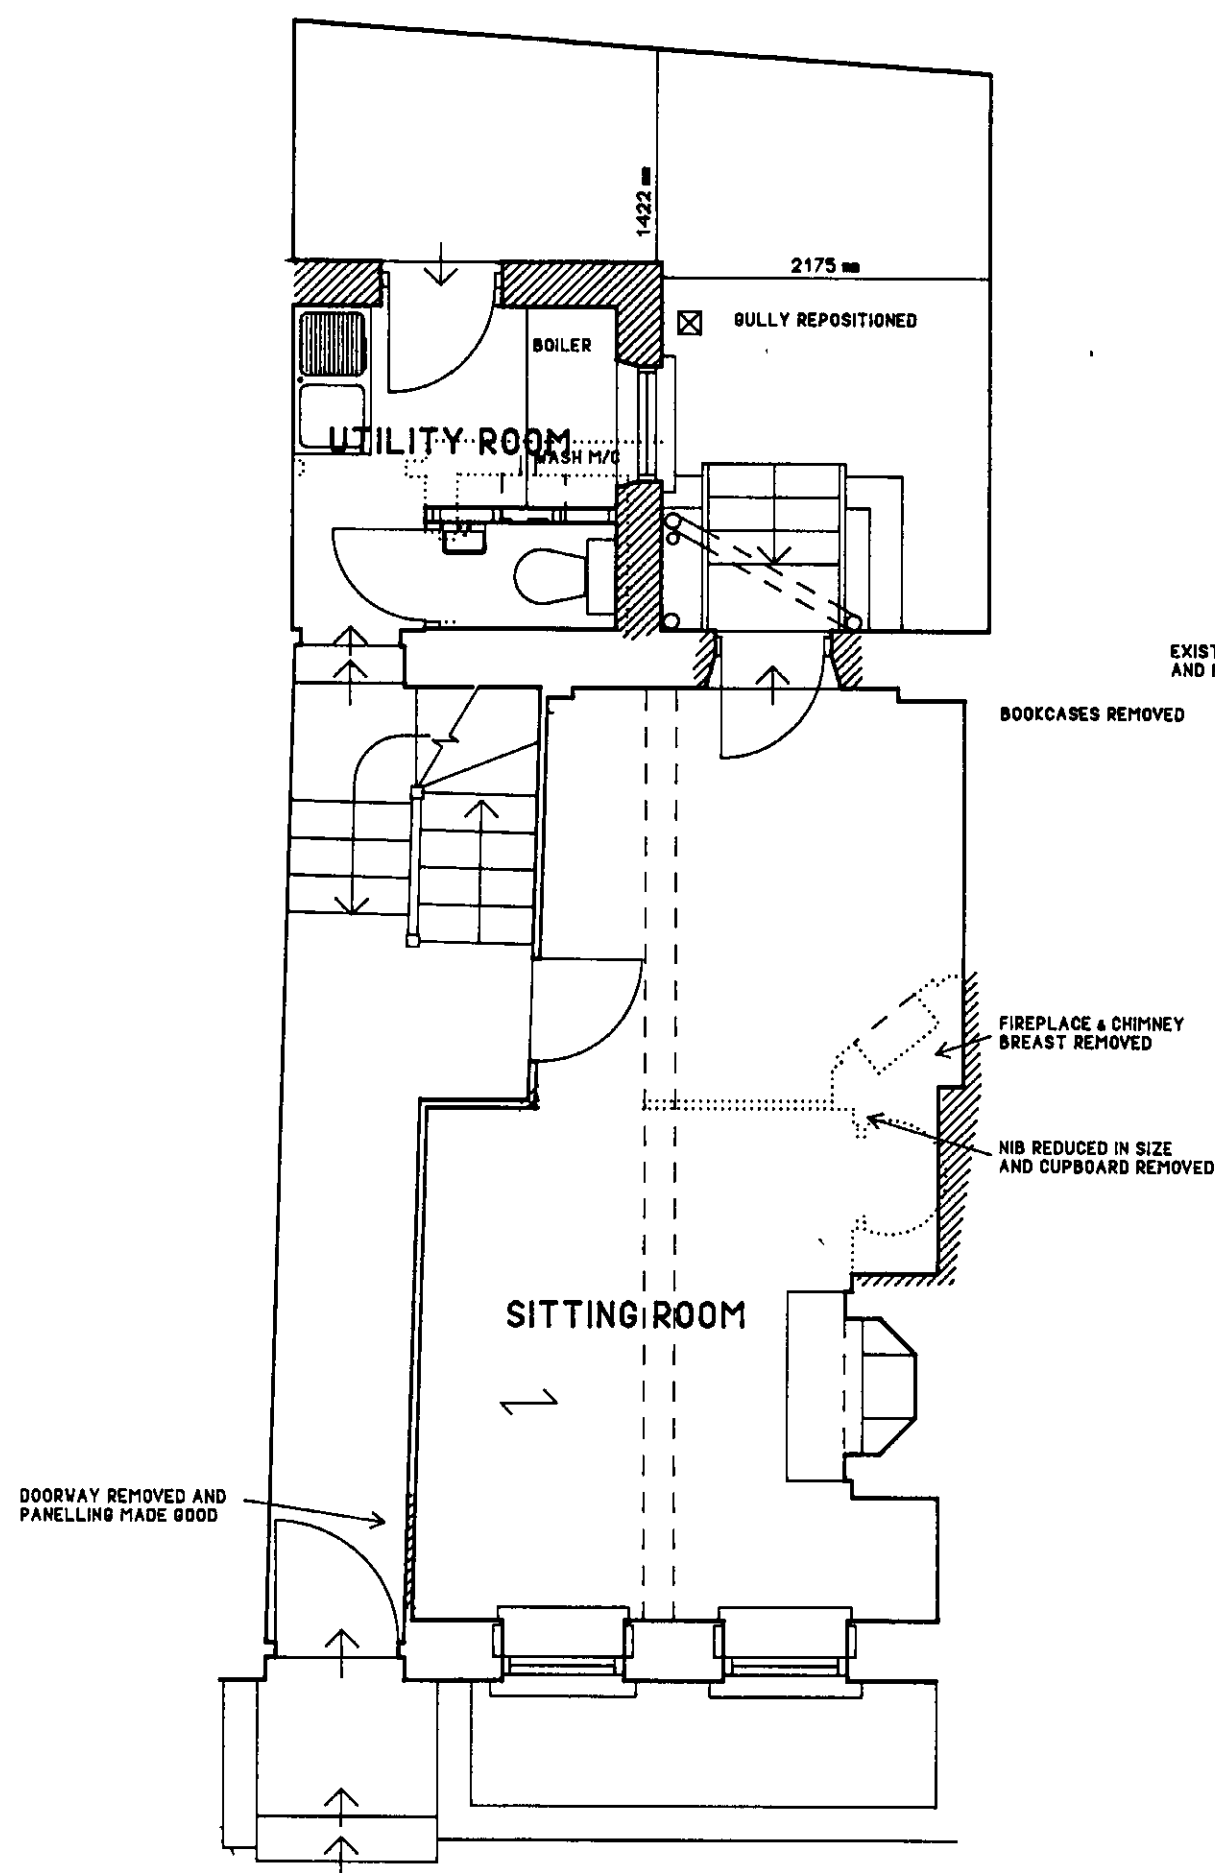 1422 mm
2175 mm
GULLY REPOSITIONED
BOILER
UTILITY ROOM
WASH M/C
EXIST
AND
BOOKCASES REMOVED
FIREPLACE & CHIMNEY
BREAST REMOVED
NIB REDUCED IN SIZE
AND CUPBOARD REMOVED
SITTING ROOM
DOORWAY REMOVED AND
PANELLING MADE GOOD